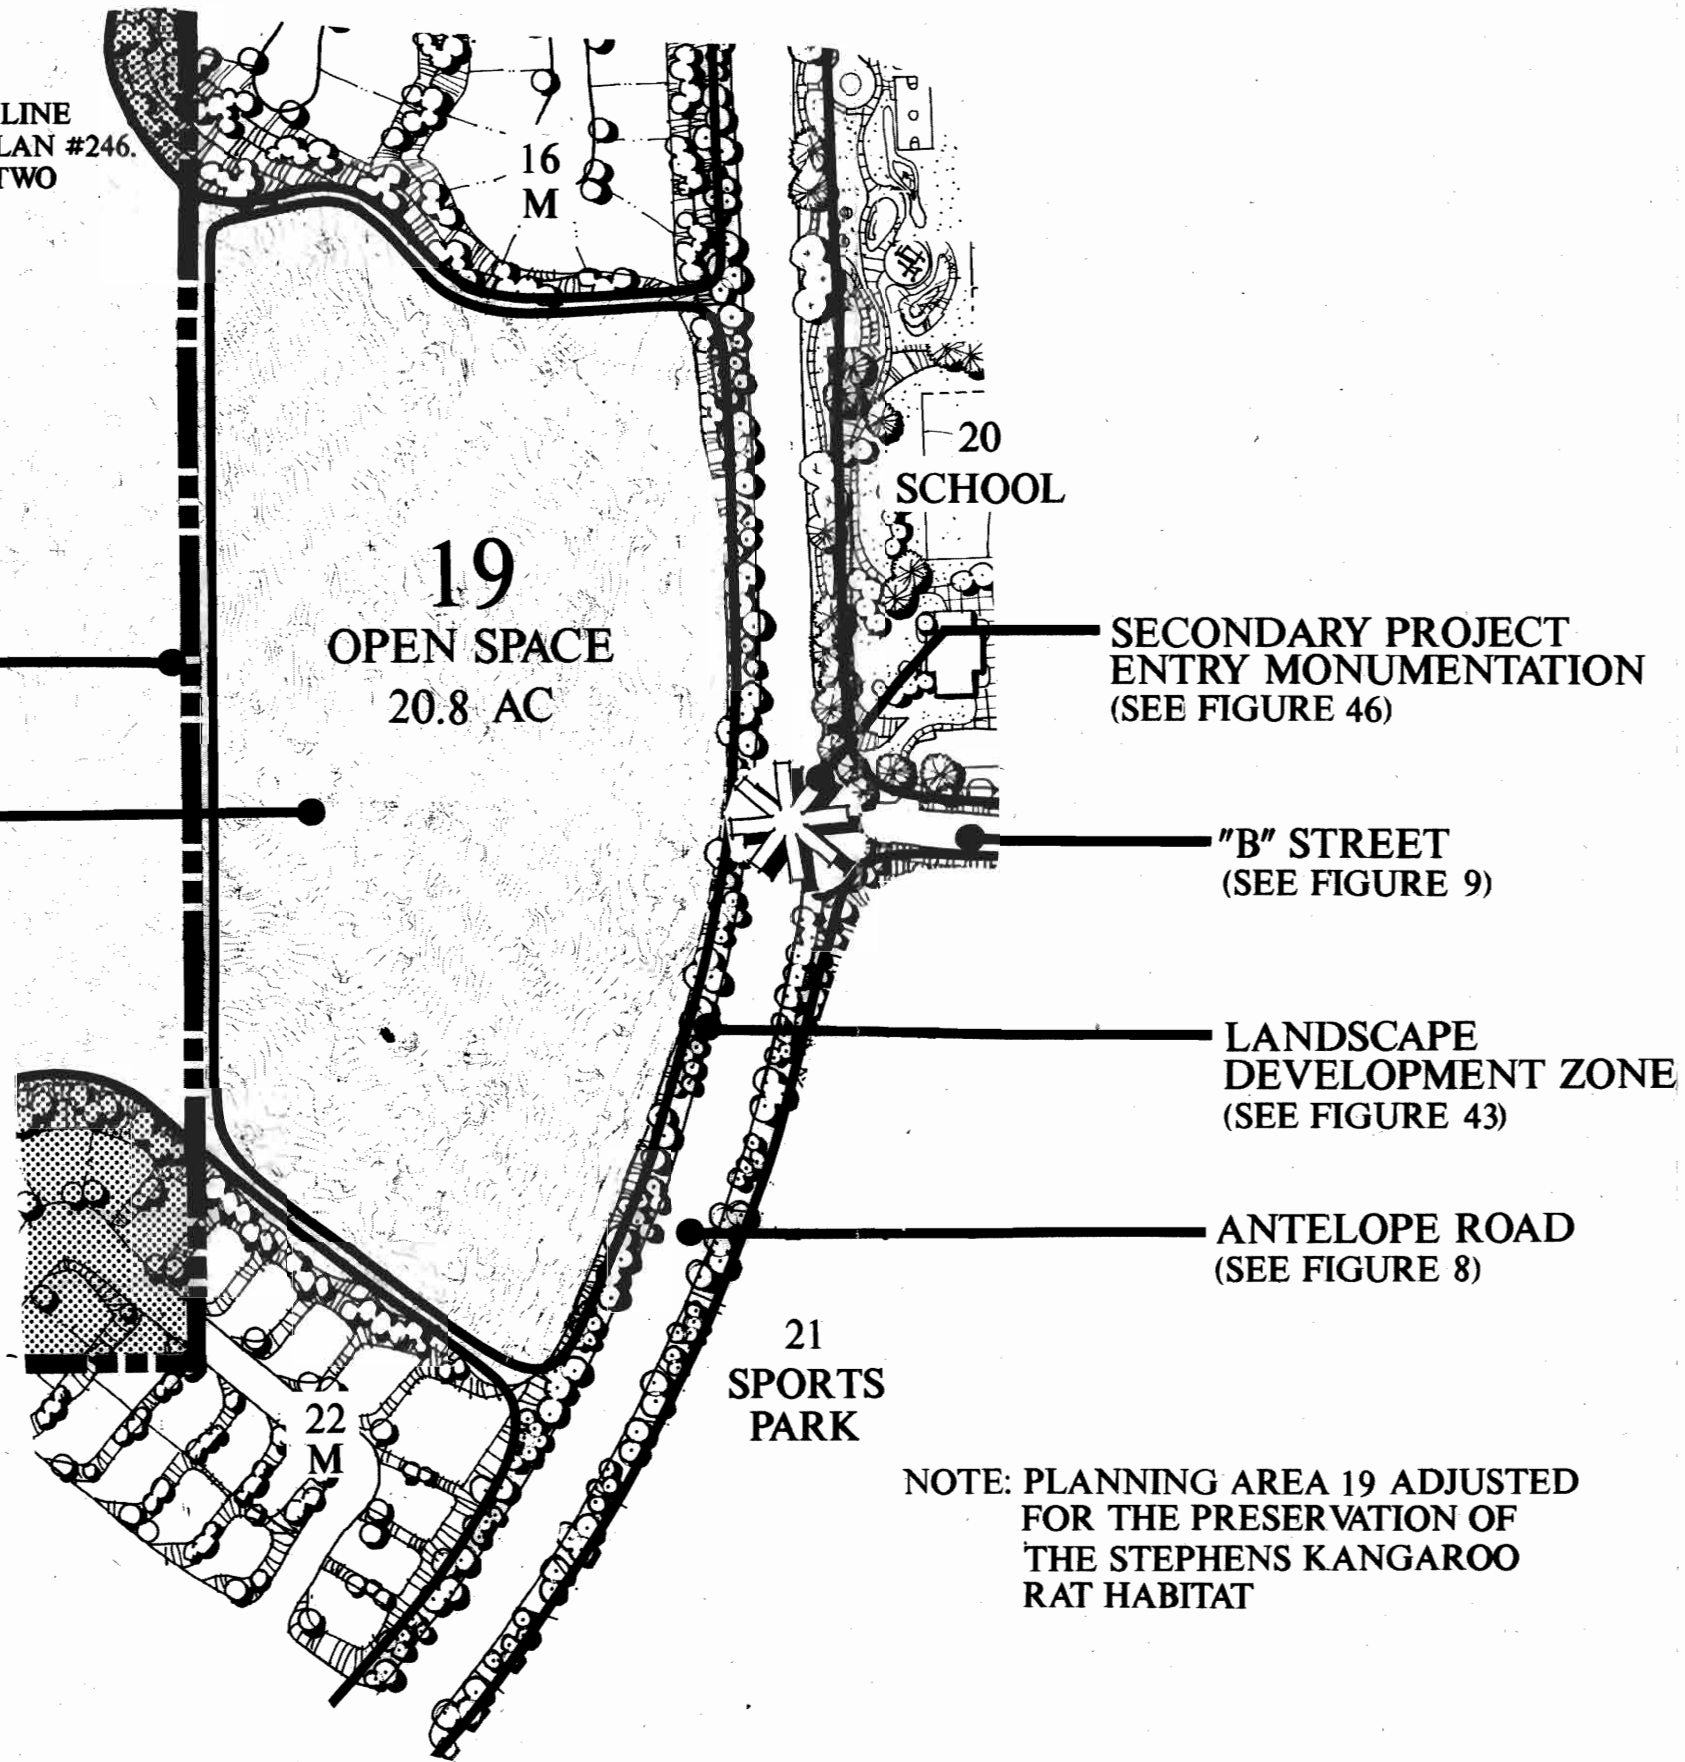 LINE
LAN #246.
TWO
16
M
20
SCHOOL
19
OPEN SPACE
20.8 AC
SECONDARY PROJECT
ENTRY MONUMENTATION
(SEE FIGURE 46)
"B" STREET
(SEE FIGURE 9)
LANDSCAPE
DEVELOPMENT ZONE
(SEE FIGURE 43)
ANTELOPE ROAD
(SEE FIGURE 8)
21
SPORTS
PARK
22
M
NOTE: PLANNING AREA 19 ADJUSTED
FOR THE PRESERVATION OF
THE STEPHENS KANGAROO
RAT HABITAT